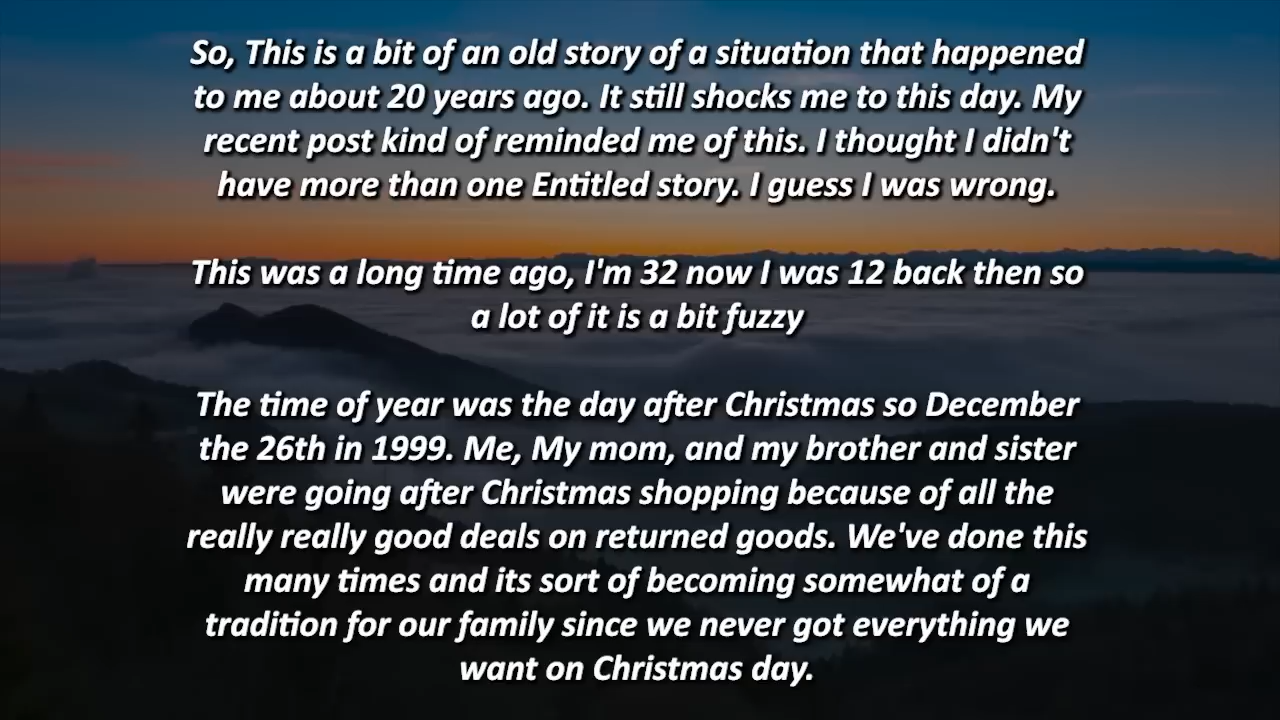 So, This is a bit of an old story of a situation that happened
to me about 20 years ago. It still shocks me to this day. My
recent post kind of reminded me of this. I thought I didn't
have more than one Entitled story. I guess I was wrong.
This was a long time ago, I'm 32 now I was 12 back then so
a lot of it is a bit fuzzy
The time of year was the day after Christmas so December
the 26th in 1999. Me, My mom, and my brother and sister
were going after Christmas shopping because of all the
really really good deals on returned goods. We've done this
many times and its sort of becoming somewhat of a
tradition for our family since we never got everything we
want on Christmas day.